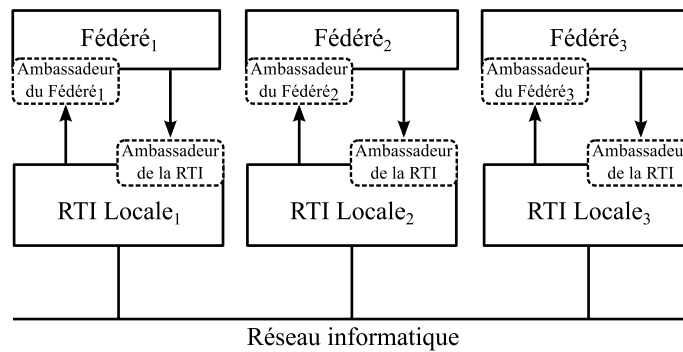 Fédéré₁
Fédéré₂
Fédéré₃
Ambassadeur
du Fédéré₁
Ambassadeur
du Fédéré₂
Ambassadeur
du Fédéré₃
Ambassadeur
de la RTI
Ambassadeur
de la RTI
Ambassadeur
de la RTI
RTI Locale₁
RTI Locale₂
RTI Locale₃
Réseau informatique